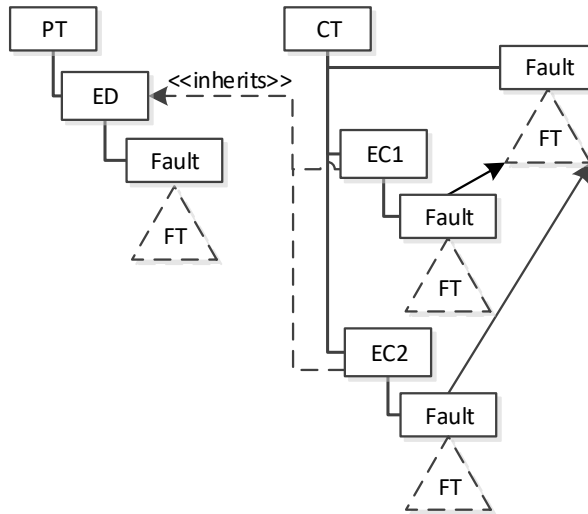 PT
CT
<<inherits>>
Fault
ED
FT
EC1
Fault
Fault
FT
FT
EC2
Fault
FT